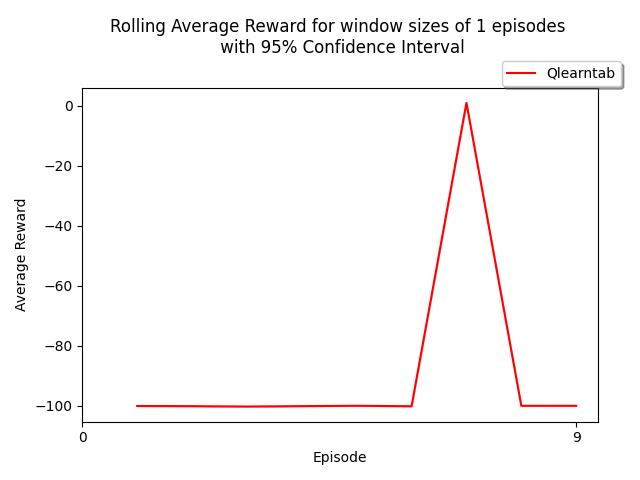 Rolling Average Reward for window sizes of 1 episodes
with 95% Confidence Interval
Qlearntab
0
−20
−40
−60
−80
−100
Average Reward
0
9
Episode